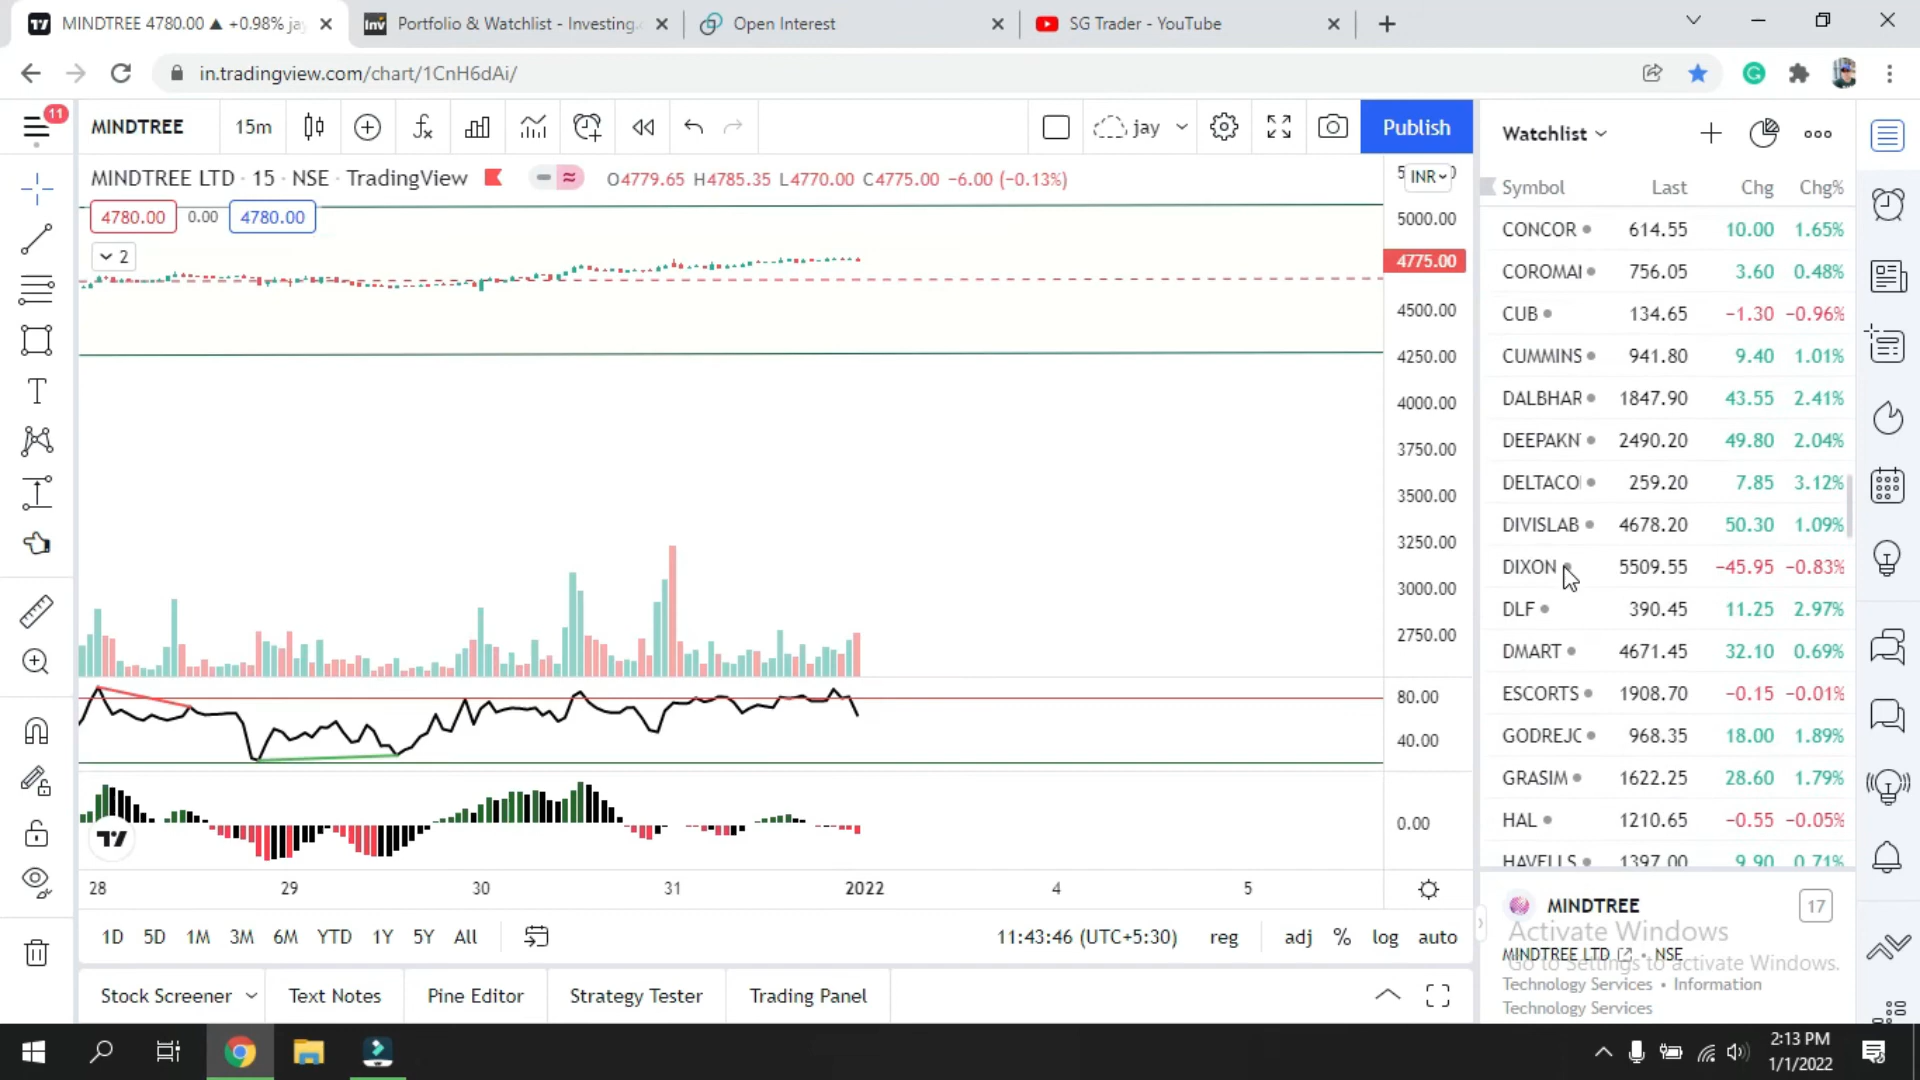 MINDTREE 4780.00 ▲ +0.98% jay
Portfolio & Watchlist - Investing.
Open Interest
SG Trader - YouTube
in.tradingview.com/chart/1CnH6dAi/
11
MINDTREE
15m
jay
Publish
MINDTREE LTD · 15 · NSE · TradingView
O4779.65 H4785.35 L4770.00 C4775.00 −6.00 (−0.13%)
4780.00
0.00
4780.00
2
INR
5000.00
4775.00
4500.00
4250.00
4000.00
3750.00
3500.00
3250.00
3000.00
2750.00
80.00
40.00
0.00
28
29
30
31
2022
4
5
1D 5D 1M 3M 6M YTD 1Y 5Y All
11:43:46 (UTC+5:30)
reg
adj % log auto
Stock Screener
Text Notes
Pine Editor
Strategy Tester
Trading Panel
Watchlist
Symbol Last Chg Chg%
CONCOR 614.55 10.00 1.65%
COROMAI 756.05 3.60 0.48%
CUB 134.65 −1.30 −0.96%
CUMMINS 941.80 9.40 1.01%
DALBHAR 1847.90 43.55 2.41%
DEEPAKN 2490.20 49.80 2.04%
DELTACO 259.20 7.85 3.12%
DIVISLAB 4678.20 50.30 1.09%
DIXON 5509.55 −45.95 −0.83%
DLF 390.45 11.25 2.97%
DMART 4671.45 32.10 0.69%
ESCORTS 1908.70 −0.15 −0.01%
GODREJC 968.35 18.00 1.89%
GRASIM 1622.25 28.60 1.79%
HAL 1210.65 −0.55 −0.05%
HAVELLS 1397.00 9.90 0.71%
MINDTREE
17
Activate Windows
MINDTREE LTD · NSE
Go to Settings to activate Windows.
Technology Services • Information
Technology Services
2:13 PM
1/1/2022